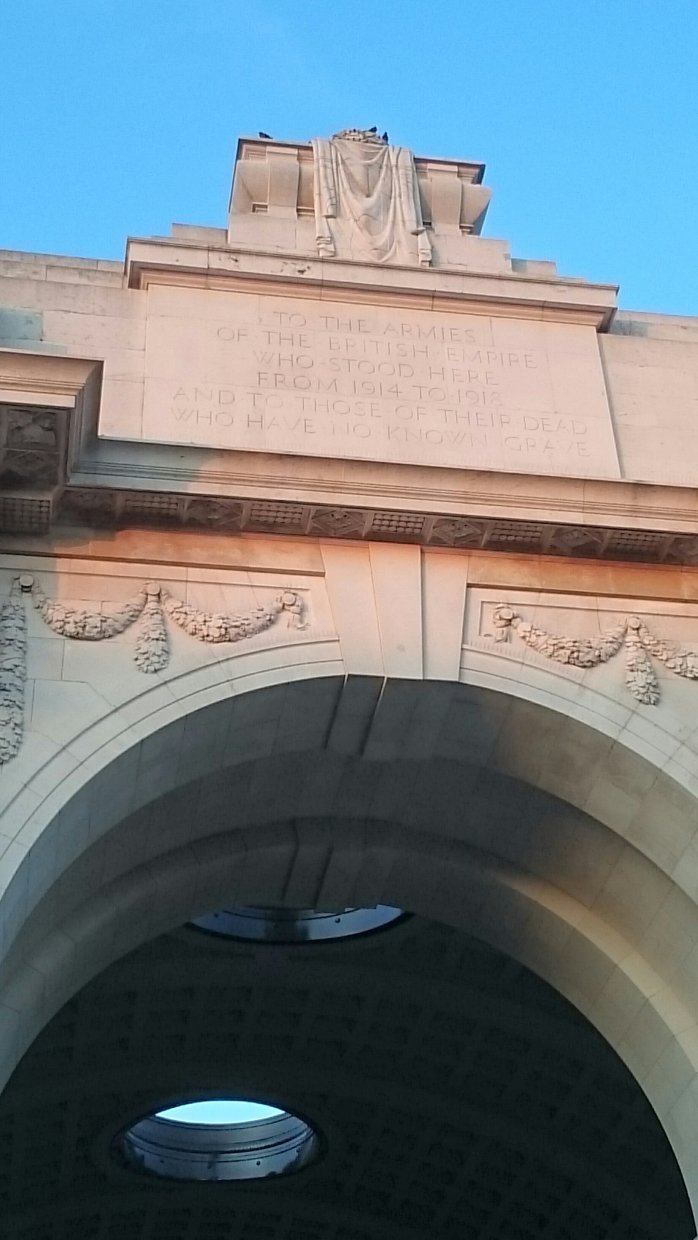 TO THE ARMIES
OF THE BRITISH EMPIRE
WHO STOOD HERE
FROM 1914 TO 1918
AND TO THOSE OF THEIR DEAD
WHO HAVE NO KNOWN GRAVE